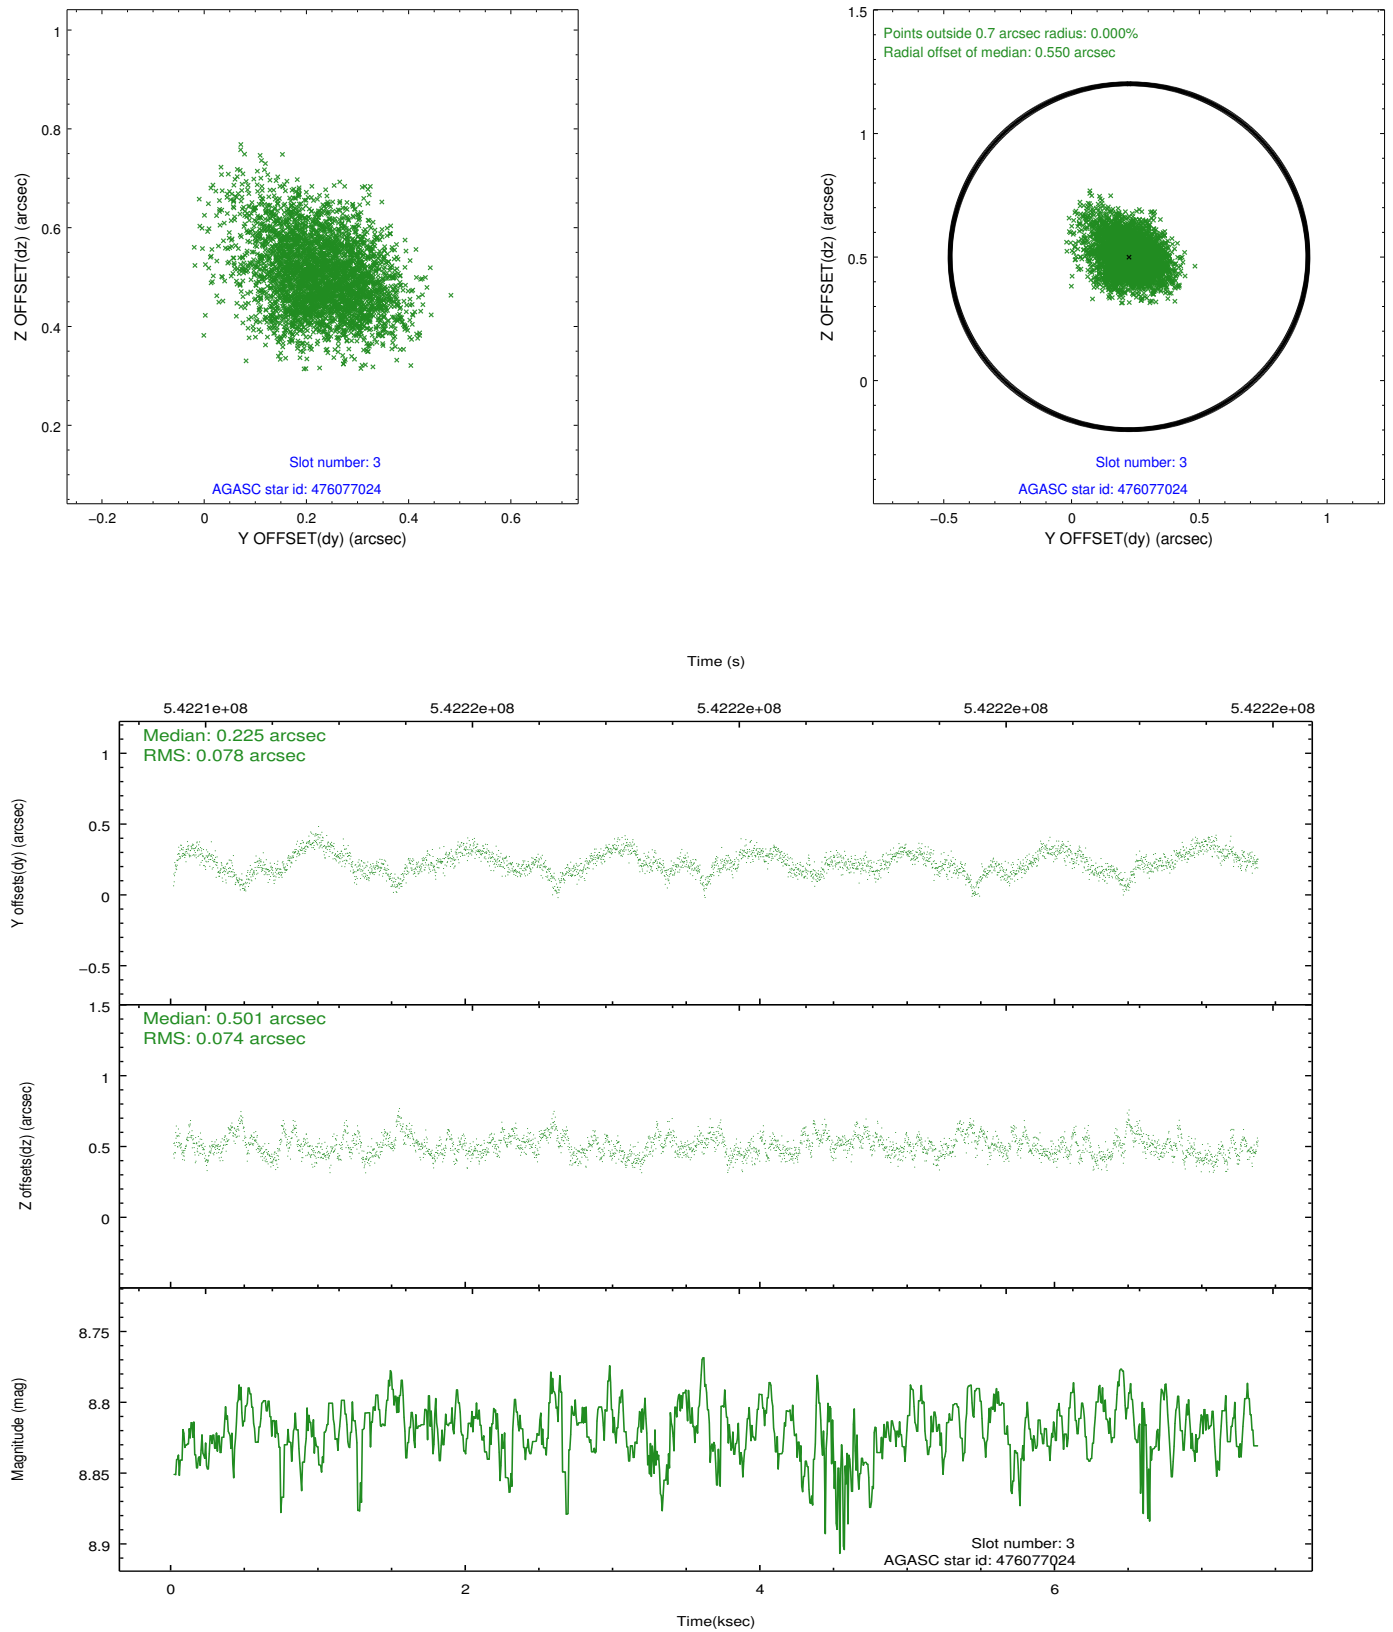 1
0.8
0.6
0.4
0.2
Z OFFSET(dz) (arcsec)
Slot number: 3
AGASC star id: 476077024
−0.2
0
0.2
0.4
0.6
Y OFFSET(dy) (arcsec)
1.5
1
0.5
0
Z OFFSET(dz) (arcsec)
Points outside 0.7 arcsec radius: 0.000%
Radial offset of median: 0.550 arcsec
Slot number: 3
AGASC star id: 476077024
−0.5
0
0.5
1
Y OFFSET(dy) (arcsec)
Time (s)
5.4221e+08
5.4222e+08
5.4222e+08
5.4222e+08
5.4222e+08
Median: 0.225 arcsec
RMS: 0.078 arcsec
1
0.5
0
−0.5
Y offsets(dy) (arcsec)
1.5
Median: 0.501 arcsec
RMS: 0.074 arcsec
1
0.5
0
Z offsets(dz) (arcsec)
8.75
8.8
8.85
8.9
Magnitude (mag)
Slot number: 3
AGASC star id: 476077024
0
2
4
6
Time(ksec)